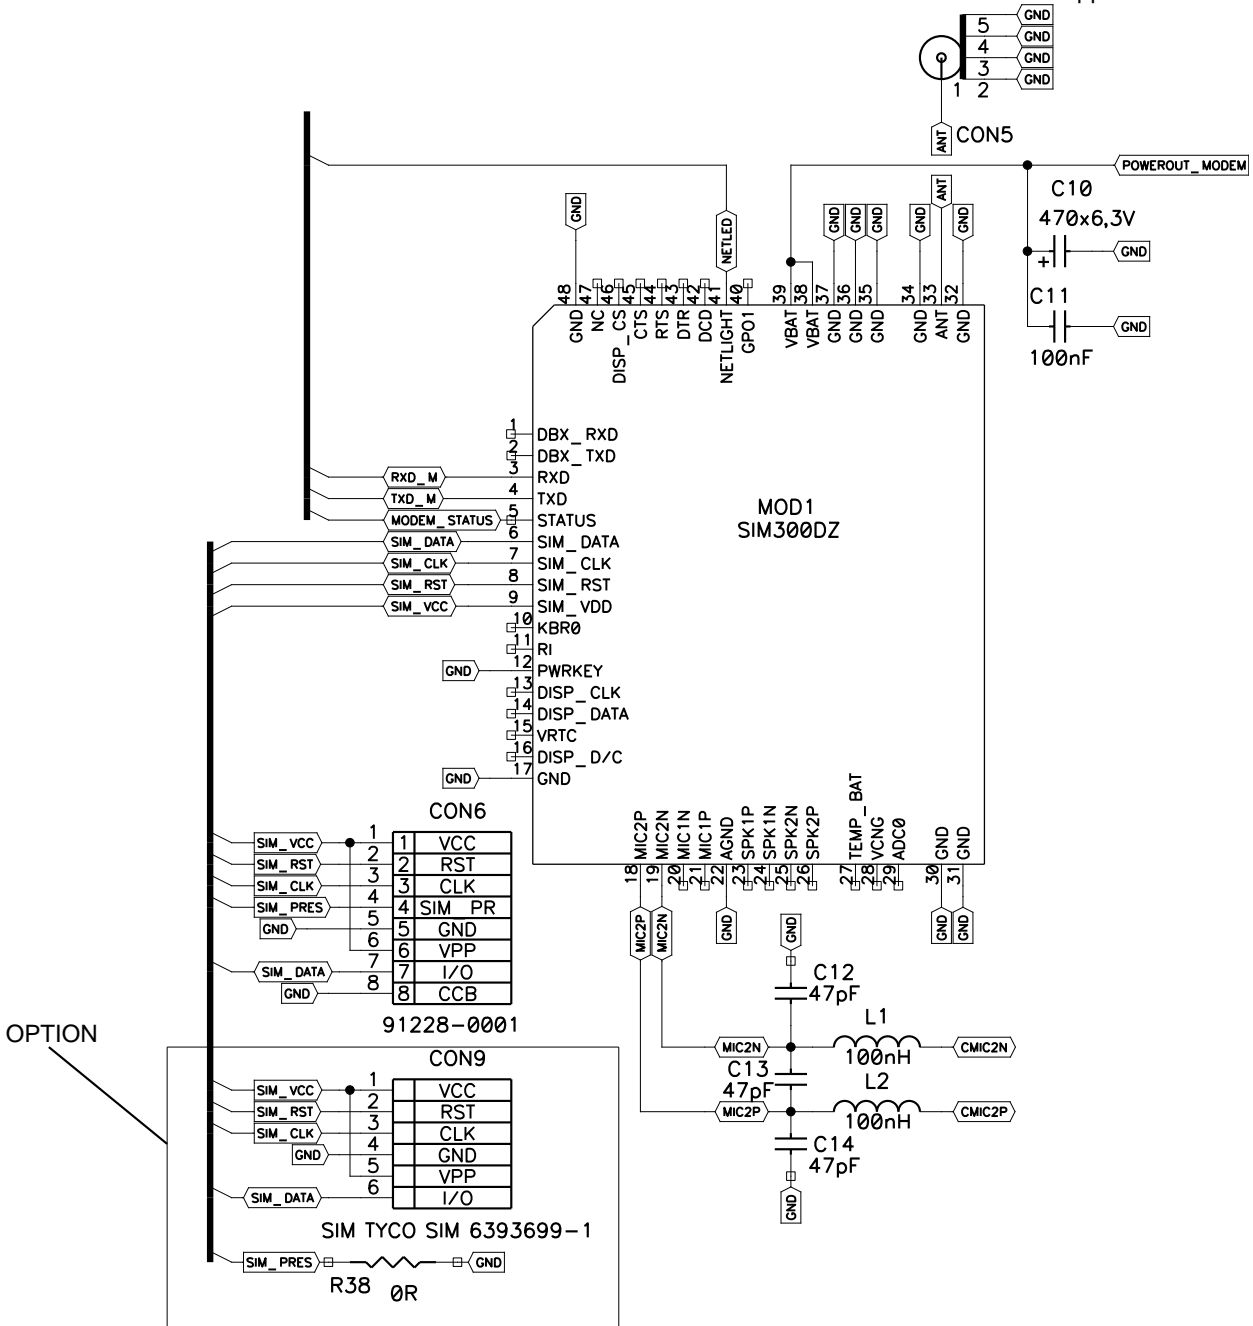 GND
5
GND
4
GND
3
GND
1 2
ANT
CON5
POWEROUT_MODEM
C10
470x6,3V
+
GND
C11
GND
100nF
GND
NETLED
GND
GND
GND
GND
ANT
GND
48 GND
47 NC
46 DISP_CS
45 CTS
44 RTS
43 DTR
42 DCD
41 NETLIGHT
40 GPO1
39 VBAT
38 VBAT
37 GND
36 GND
35 GND
34 GND
33 ANT
32 GND
MOD1
SIM300DZ
1 DBX_RXD
2 DBX_TXD
RXD_M 3 RXD
TXD_M 4 TXD
MODEM_STATUS 5 STATUS
SIM_DATA 6 SIM_DATA
SIM_CLK 7 SIM_CLK
SIM_RST 8 SIM_RST
SIM_VCC 9 SIM_VDD
10 KBR0
11 RI
GND 12 PWRKEY
13 DISP_CLK
14 DISP_DATA
15 VRTC
16 DISP_D/C
GND 17 GND
18 MIC2P
19 MIC2N
20 MIC1N
21 MIC1P
22 AGND
23 SPK1P
24 SPK1N
25 SPK2N
26 SPK2P
27 TEMP_BAT
28 VCNG
29 ADC0
30 GND
31 GND
MIC2P
MIC2N
GND
GND
GND
GND
CON6
SIM_VCC 1 1 VCC
SIM_RST 2 2 RST
SIM_CLK 3 3 CLK
SIM_PRES 4 4 SIM_PR
GND 5 5 GND
6 6 VPP
SIM_DATA 7 7 I/O
GND 8 8 CCB
91228-0001
C12
47pF
L1
MIC2N
100nH
CMIC2N
C13
47pF
L2
MIC2P
100nH
CMIC2P
C14
47pF
GND
OPTION
CON9
SIM_VCC 1 VCC
SIM_RST 2 RST
SIM_CLK 3 CLK
GND 4 GND
5 VPP
SIM_DATA 6 I/O
SIM TYCO SIM 6393699-1
SIM_PRES
GND
R38
0R